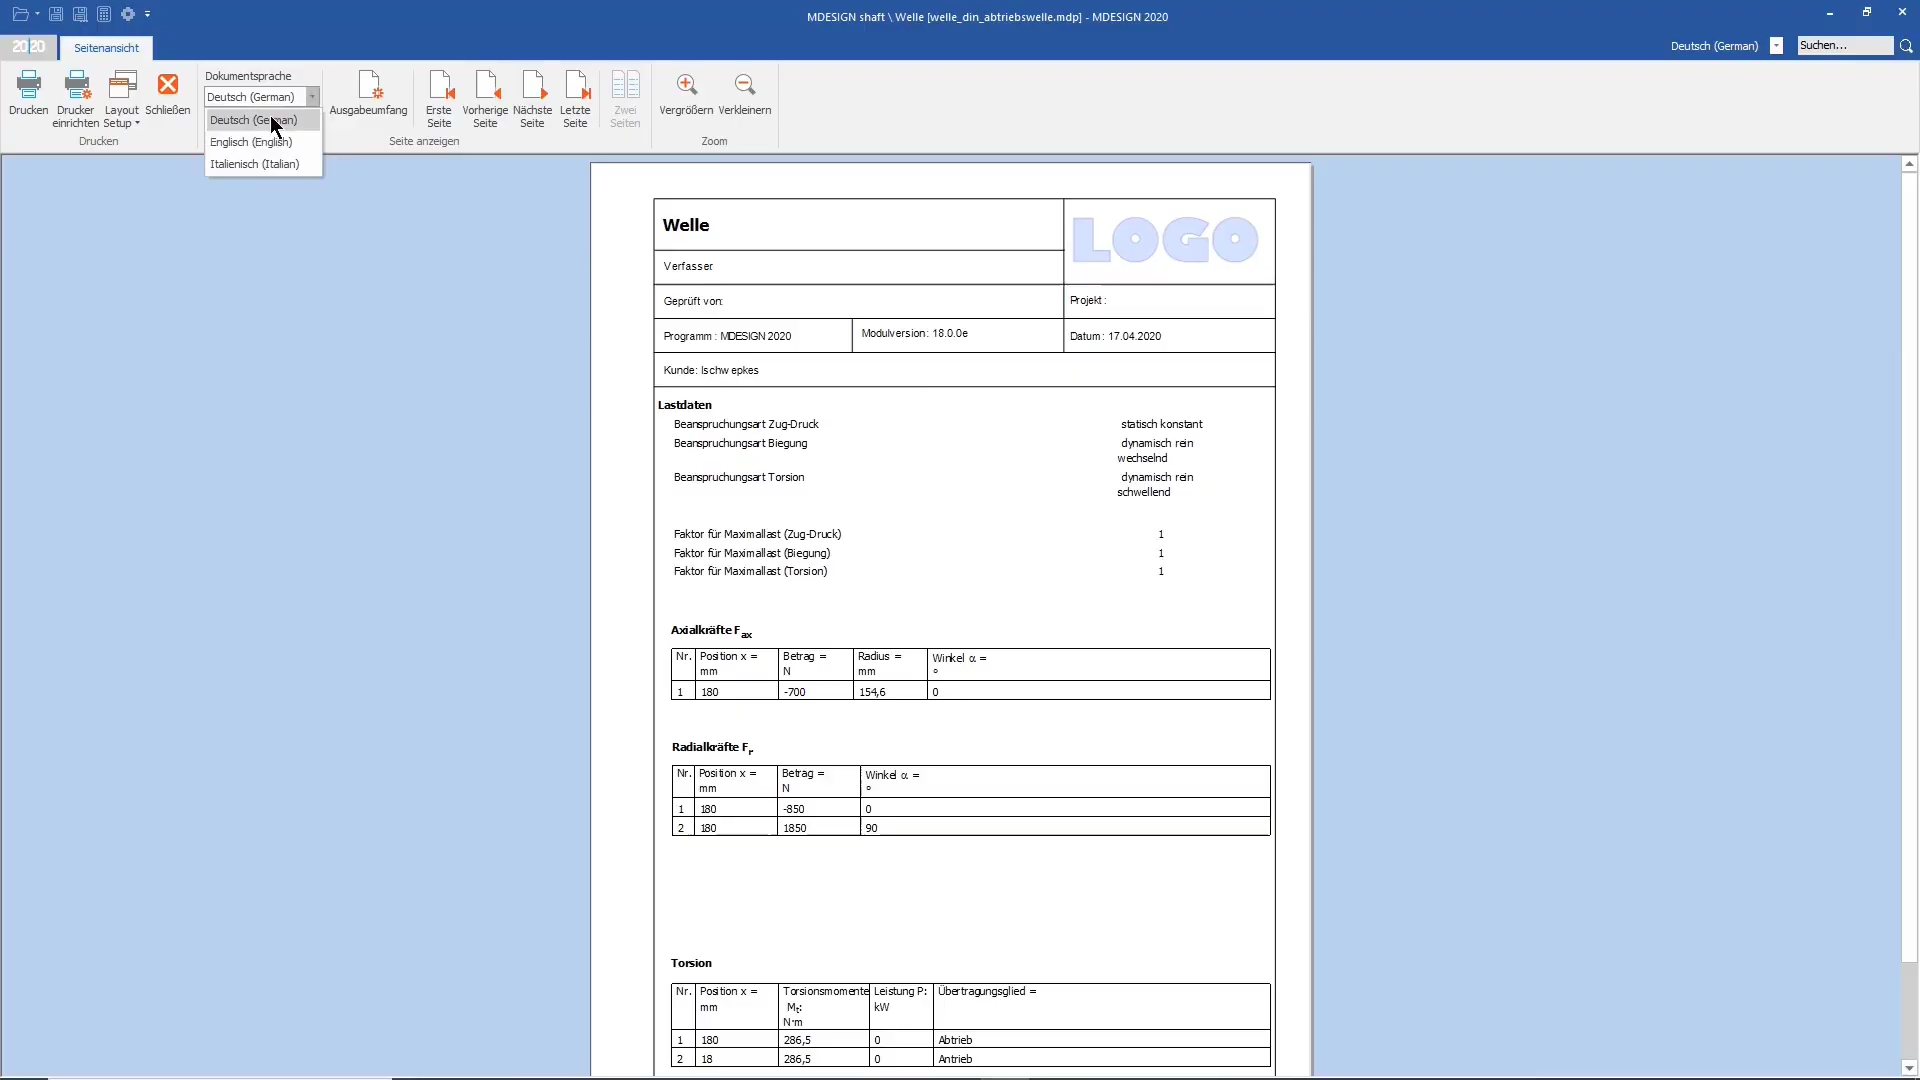 MDESIGN shaft \ Welle [welle_din_abtriebswelle.mdp] - MDESIGN 2020
2020
Seitenansicht
Deutsch (German)
Suchen...
Drucken
Drucker einrichten
Layout Setup
Schließen
Drucken
Dokumentsprache
Deutsch (German)
Deutsch (German)
Englisch (English)
Italienisch (Italian)
Ausgabeumfang
Erste Seite
Vorherige Seite
Nächste Seite
Letzte Seite
Zwei Seiten
Seite anzeigen
Vergrößern
Verkleinern
Zoom
Welle
LOGO
Verfasser
Geprüft von:
Projekt :
Programm : MDESIGN 2020
Modulversion: 18.0.0e
Datum : 17.04.2020
Kunde: lschwepkes
Lastdaten
Beanspruchungsart Zug-Druck statisch konstant
Beanspruchungsart Biegung dynamisch rein
wechselnd
Beanspruchungsart Torsion dynamisch rein
schwellend
Faktor für Maximallast (Zug-Druck) 1
Faktor für Maximallast (Biegung) 1
Faktor für Maximallast (Torsion) 1
Axialkräfte Fax
Nr. Position x = Betrag = Radius = Winkel α =
mm N mm °
1 180 -700 154,6 0
Radialkräfte Fr
Nr. Position x = Betrag = Winkel α =
mm N °
1 180 -850 0
2 180 1850 90
Torsion
Nr. Position x = Torsionsmomente Leistung P: Übertragungsglied =
mm Mt: kW
N·m
1 180 286,5 0 Abtrieb
2 18 286,5 0 Antrieb